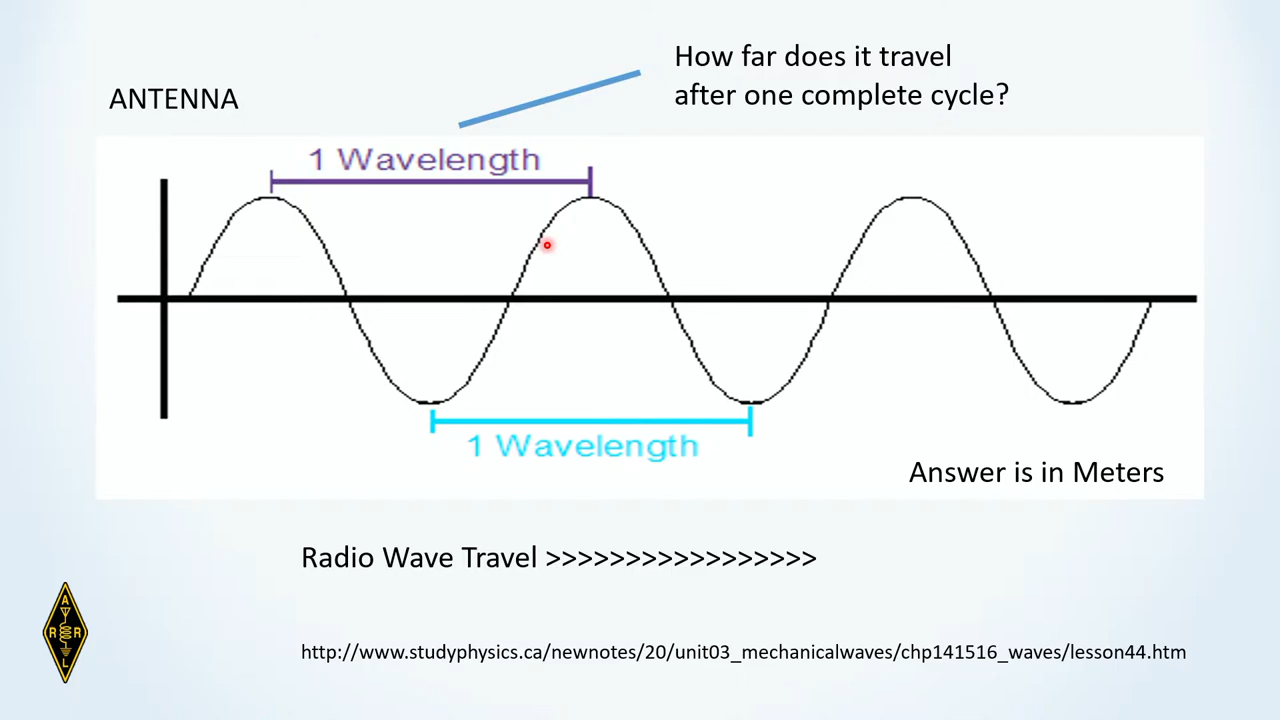 How far does it travel
after one complete cycle?
ANTENNA
1 Wavelength
1 Wavelength
Answer is in Meters
Radio Wave Travel >>>>>>>>>>>>>>>>>
A
R R
L
http://www.studyphysics.ca/newnotes/20/unit03_mechanicalwaves/chp141516_waves/lesson44.htm